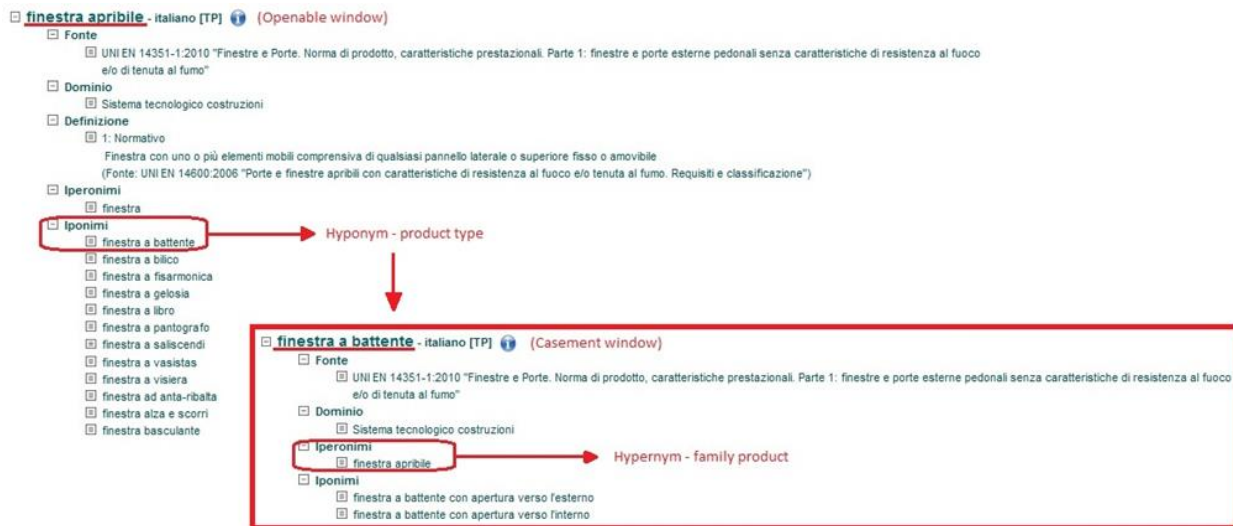 finestra apribile - italiano [TP] (Openable window)
Fonte
UNI EN 14351-1:2010 "Finestre e Porte. Norma di prodotto, caratteristiche prestazionali. Parte 1: finestre e porte esterne pedonali senza caratteristiche di resistenza al fuoco
e/o di tenuta al fumo"
Dominio
Sistema tecnologico costruzioni
Definizione
1: Normativo
Finestra con uno o più elementi mobili comprensiva di qualsiasi pannello laterale o superiore fisso o amovibile
(Fonte: UNI EN 14600:2006 "Porte e finestre apribili con caratteristiche di resistenza al fuoco e/o tenuta al fumo. Requisiti e classificazione")
Iperonimi
finestra
Iponimi
finestra a battente
Hyponym - product type
finestra a bilico
finestra a fisarmonica
finestra a gelosia
finestra a libro
finestra a pantografo
finestra a saliscendi
finestra a vasistas
finestra a visiera
finestra ad anta-ribalta
finestra alza e scorri
finestra basculante
finestra a battente - italiano [TP] (Casement window)
Fonte
UNI EN 14351-1:2010 "Finestre e Porte. Norma di prodotto, caratteristiche prestazionali. Parte 1: finestre e porte esterne pedonali senza caratteristiche di resistenza al fuoco
e/o di tenuta al fumo"
Dominio
Sistema tecnologico costruzioni
Iperonimi
finestra apribile
Hypernym - family product
Iponimi
finestra a battente con apertura verso l'esterno
finestra a battente con apertura verso l'interno